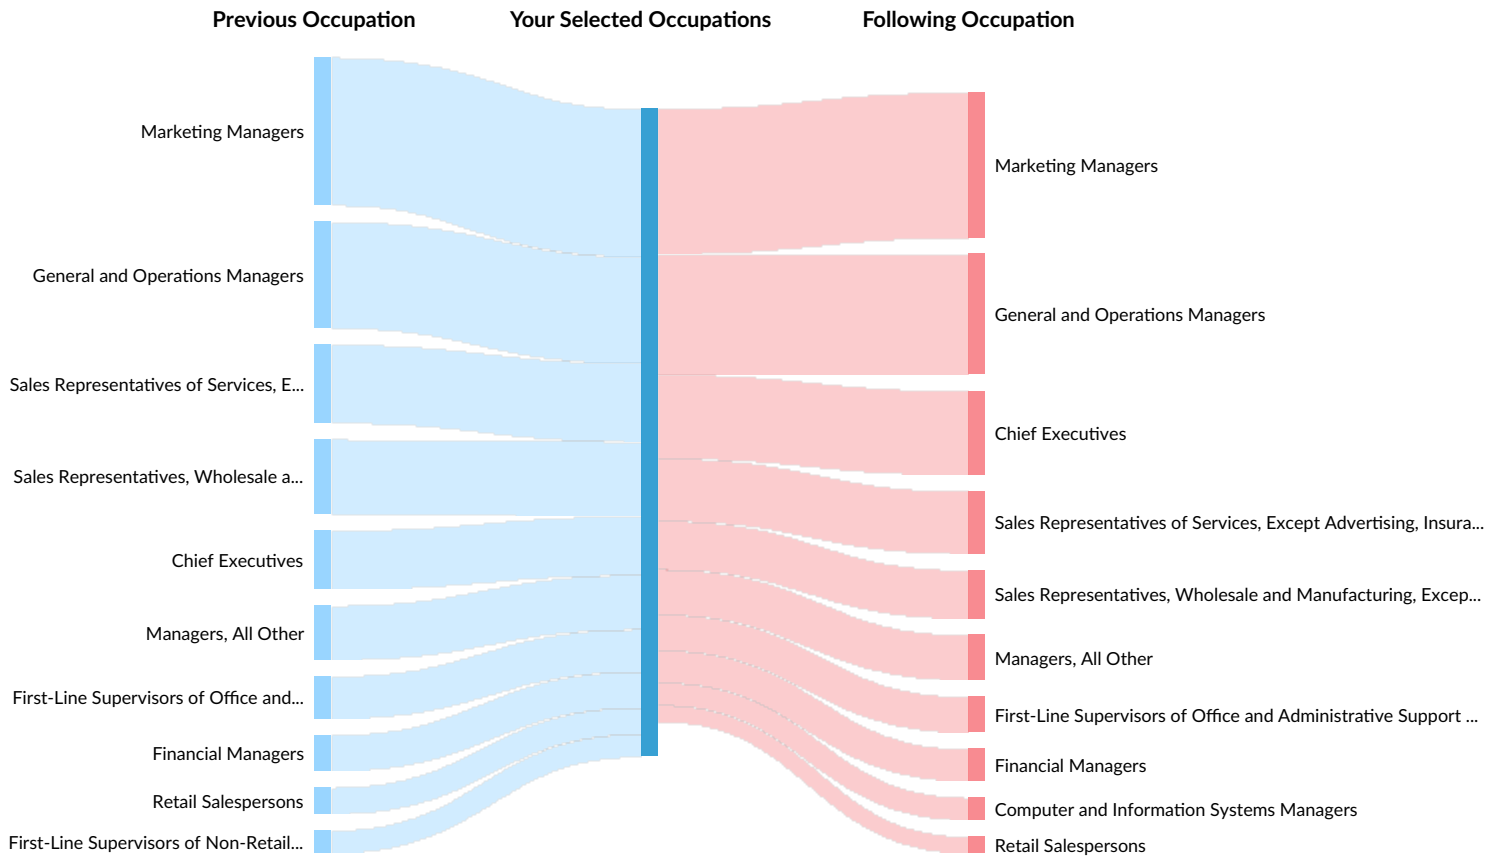 Previous Occupation
Your Selected Occupations
Following Occupation
Marketing Managers
General and Operations Managers
Sales Representatives of Services, E...
Sales Representatives, Wholesale a...
Chief Executives
Managers, All Other
First-Line Supervisors of Office and...
Financial Managers
Retail Salespersons
First-Line Supervisors of Non-Retail...
Marketing Managers
General and Operations Managers
Chief Executives
Sales Representatives of Services, Except Advertising, Insura...
Sales Representatives, Wholesale and Manufacturing, Excep...
Managers, All Other
First-Line Supervisors of Office and Administrative Support ...
Financial Managers
Computer and Information Systems Managers
Retail Salespersons